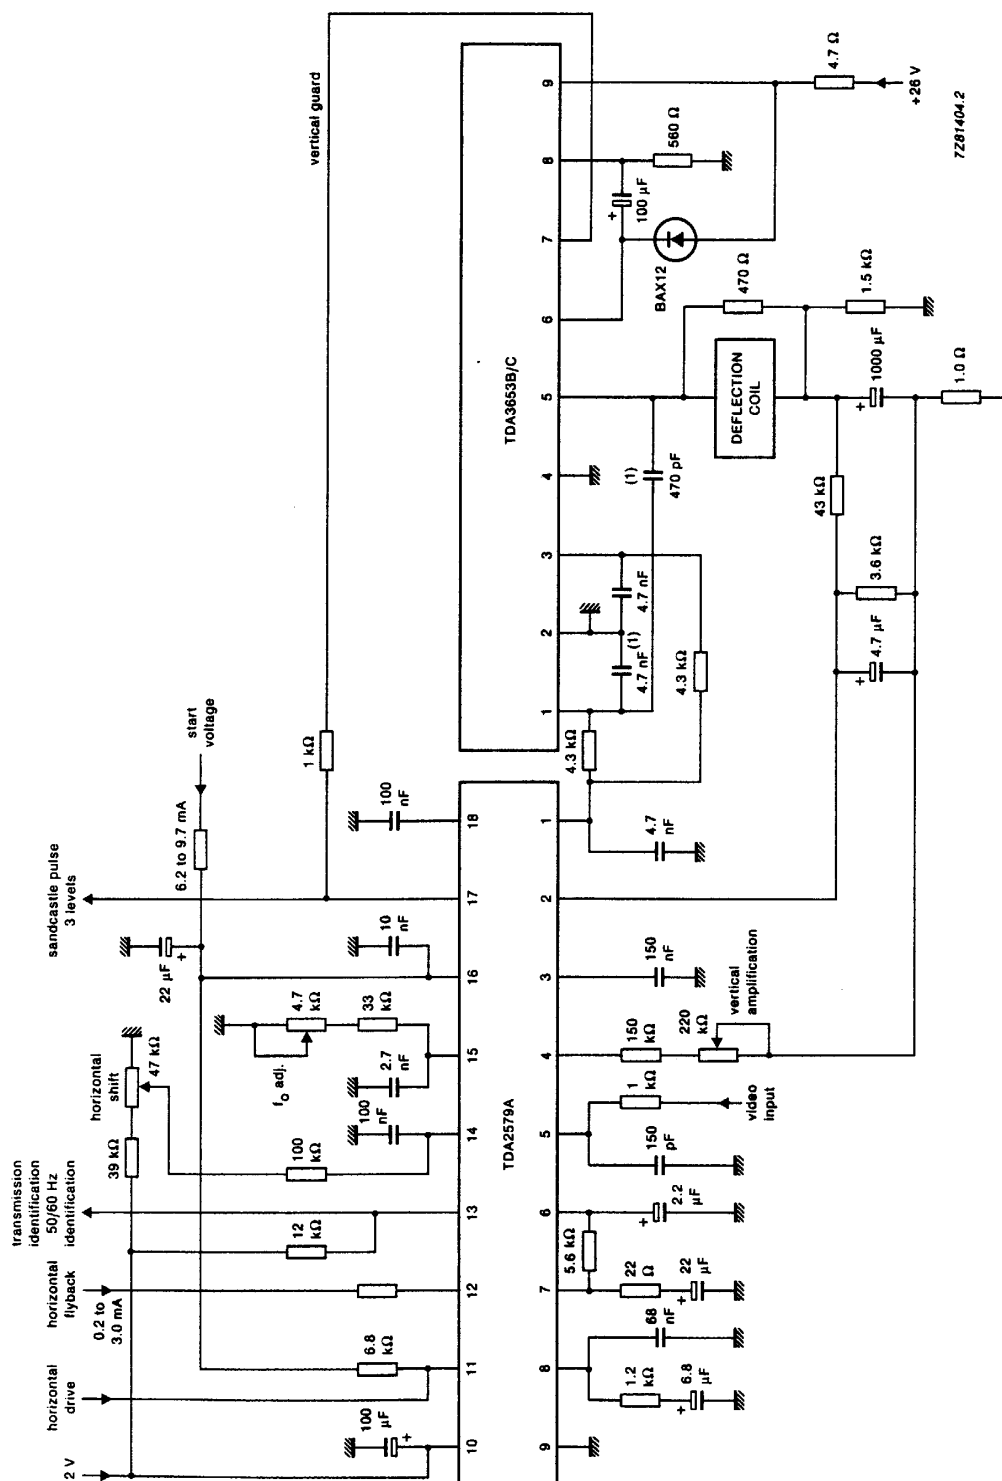 vertical guard
TDA3653B/C
9
8
7
6
5
4
3
2
1
4.7 Ω
+26 V
7Z81404.2
560 Ω
+
100 µF
BAX12
470 Ω
1.5 kΩ
DEFLECTION
COIL
+
1000 µF
1.0 Ω
(1)
470 pF
43 kΩ
3.6 kΩ
+
4.7 µF
4.7 nF
4.7 nF
(1)
4.3 kΩ
4.3 kΩ
1 kΩ
start
voltage
6.2 to 9.7 mA
sandcastle pulse
3 levels
22 µF
+
horizontal
shift
47 kΩ
39 kΩ
transmission
identification
50/60 Hz
identification
horizontal
flyback
0.2 to
3.0 mA
horizontal
drive
2 V
100
nF
10
nF
4.7
kΩ
33
kΩ
fo adj.
2.7
nF
100
nF
100
kΩ
12
kΩ
6.8
kΩ
100
µF
+
18
17
16
15
14
13
12
11
10
TDA2579A
1
2
3
4
5
6
7
8
9
4.7
nF
150
nF
150
kΩ
220
kΩ
vertical
amplification
1
kΩ
video
input
150
pF
+
2.2
µF
5.6 kΩ
22
Ω
+
22
µF
68
nF
1.2
kΩ
+
6.8
µF